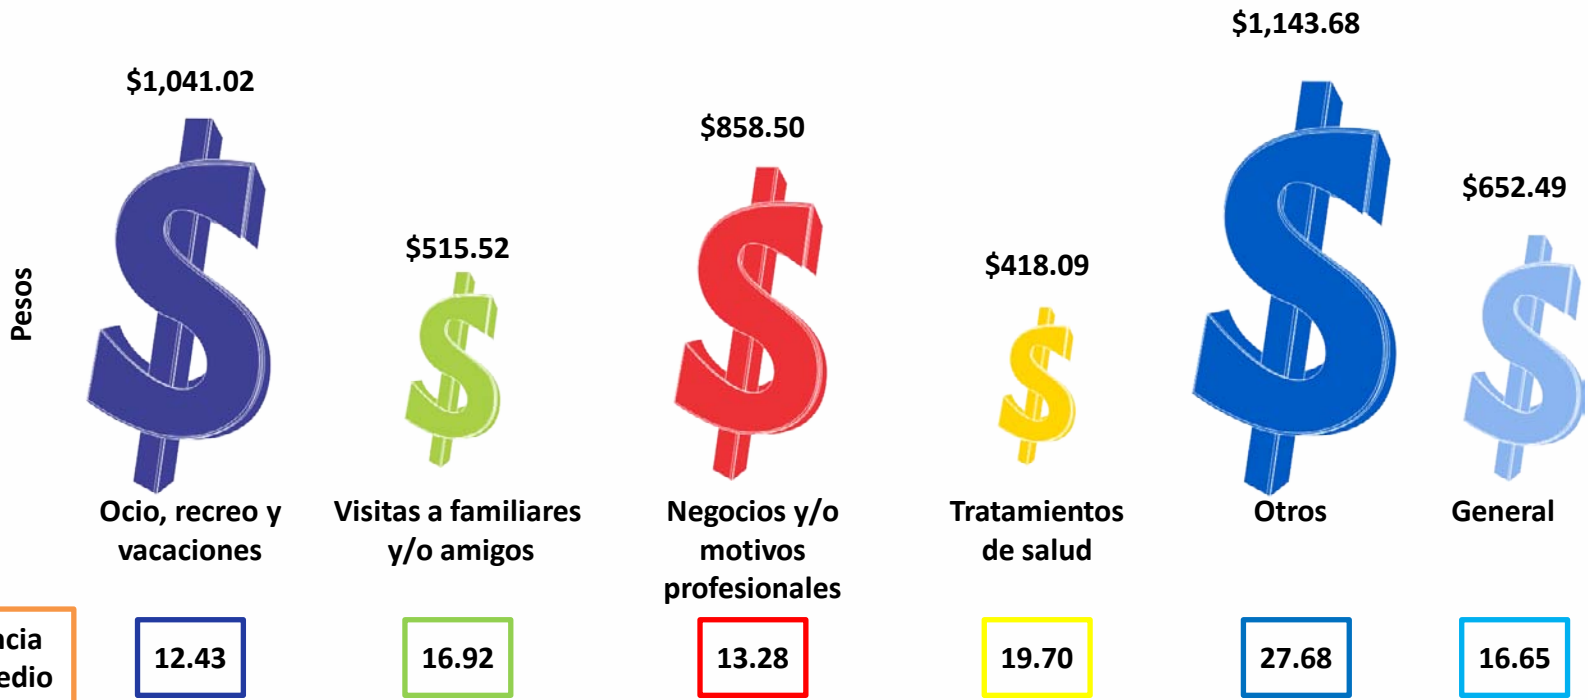 $1,143.68
$1,041.02
$858.50
$652.49
$515.52
$418.09
Pesos
Ocio, recreo y
vacaciones
Visitas a familiares
y/o amigos
Negocios y/o
motivos
profesionales
Tratamientos
de salud
Otros
General
12.43
16.92
13.28
19.70
27.68
16.65